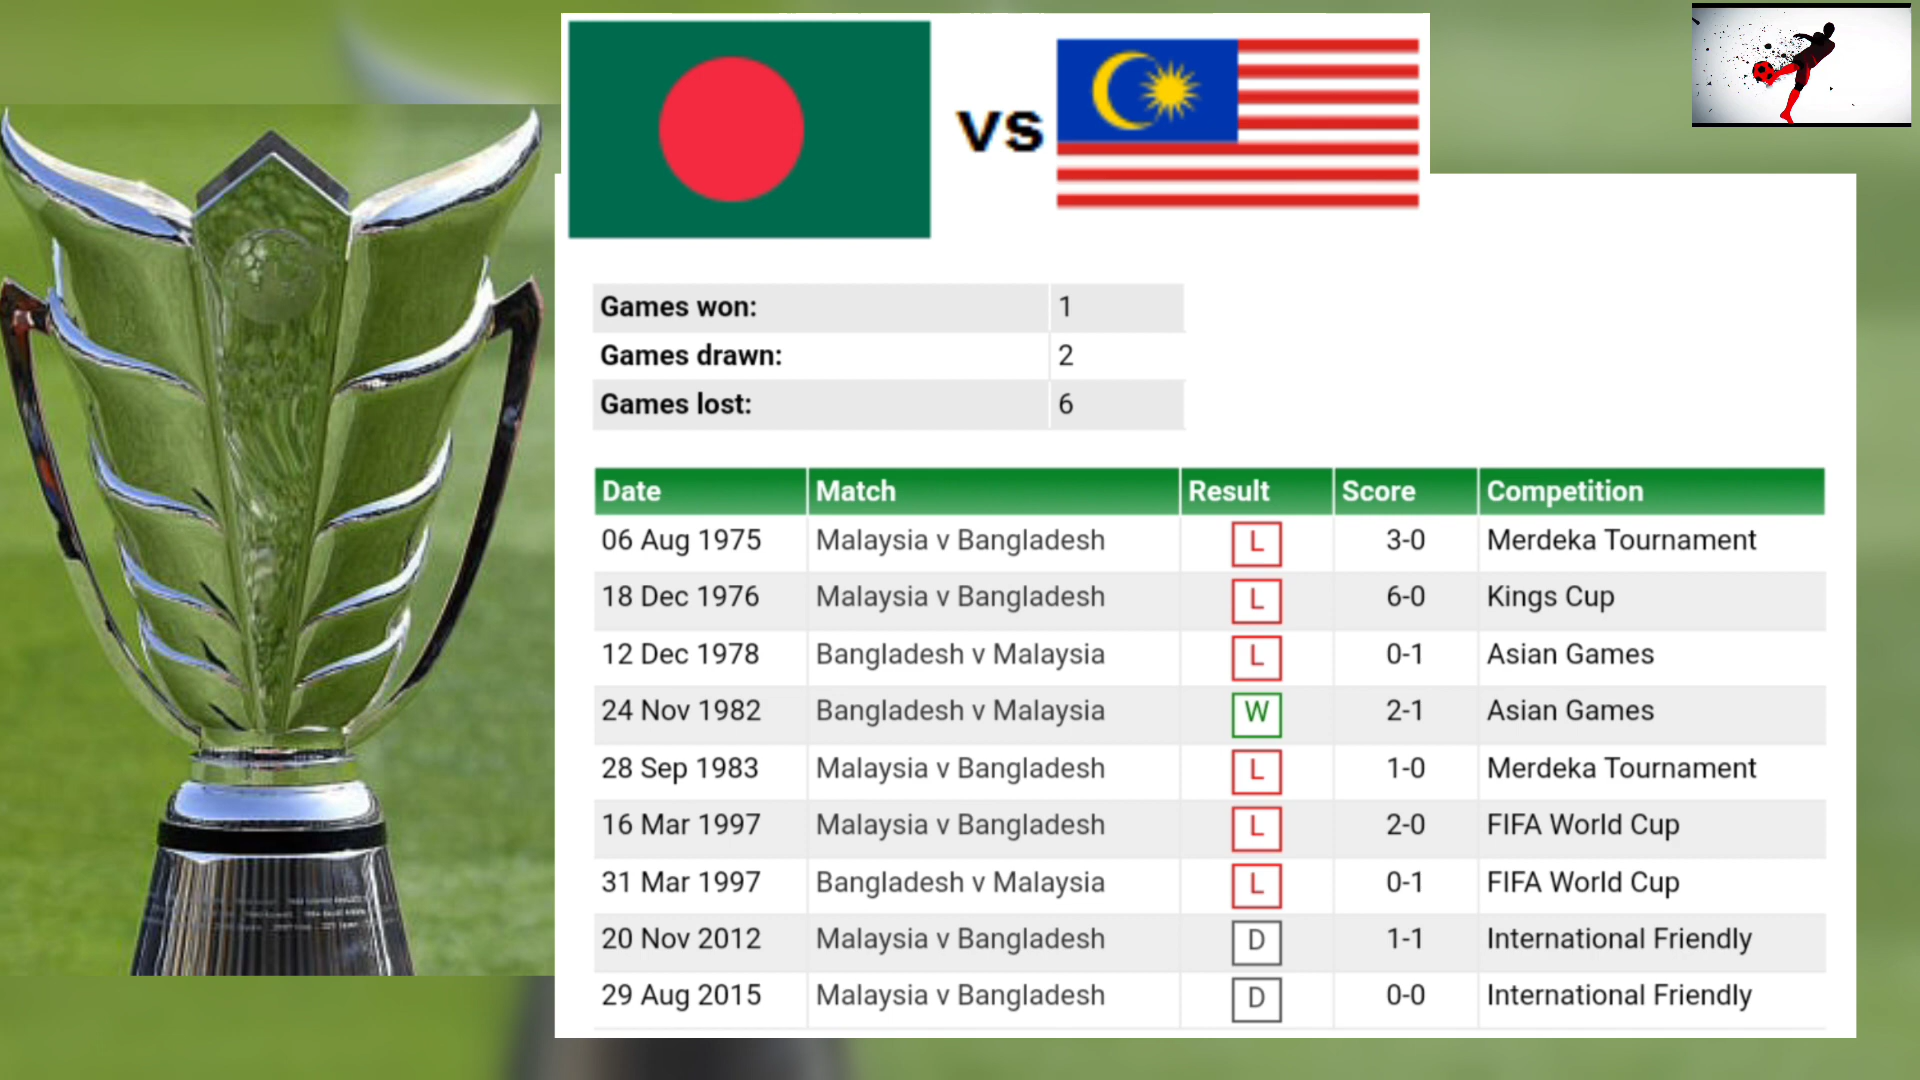 VS
Games won: 1
Games drawn: 2
Games lost: 6
Date Match Result Score Competition
06 Aug 1975 Malaysia v Bangladesh L 3-0 Merdeka Tournament
18 Dec 1976 Malaysia v Bangladesh L 6-0 Kings Cup
12 Dec 1978 Bangladesh v Malaysia L 0-1 Asian Games
24 Nov 1982 Bangladesh v Malaysia W 2-1 Asian Games
28 Sep 1983 Malaysia v Bangladesh L 1-0 Merdeka Tournament
16 Mar 1997 Malaysia v Bangladesh L 2-0 FIFA World Cup
31 Mar 1997 Bangladesh v Malaysia L 0-1 FIFA World Cup
20 Nov 2012 Malaysia v Bangladesh D 1-1 International Friendly
29 Aug 2015 Malaysia v Bangladesh D 0-0 International Friendly